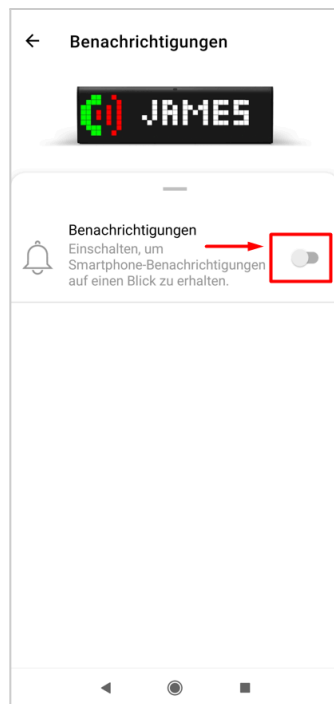 Benachrichtigungen
JAMES
Benachrichtigungen
Einschalten, um
Smartphone-Benachrichtigungen
auf einen Blick zu erhalten.